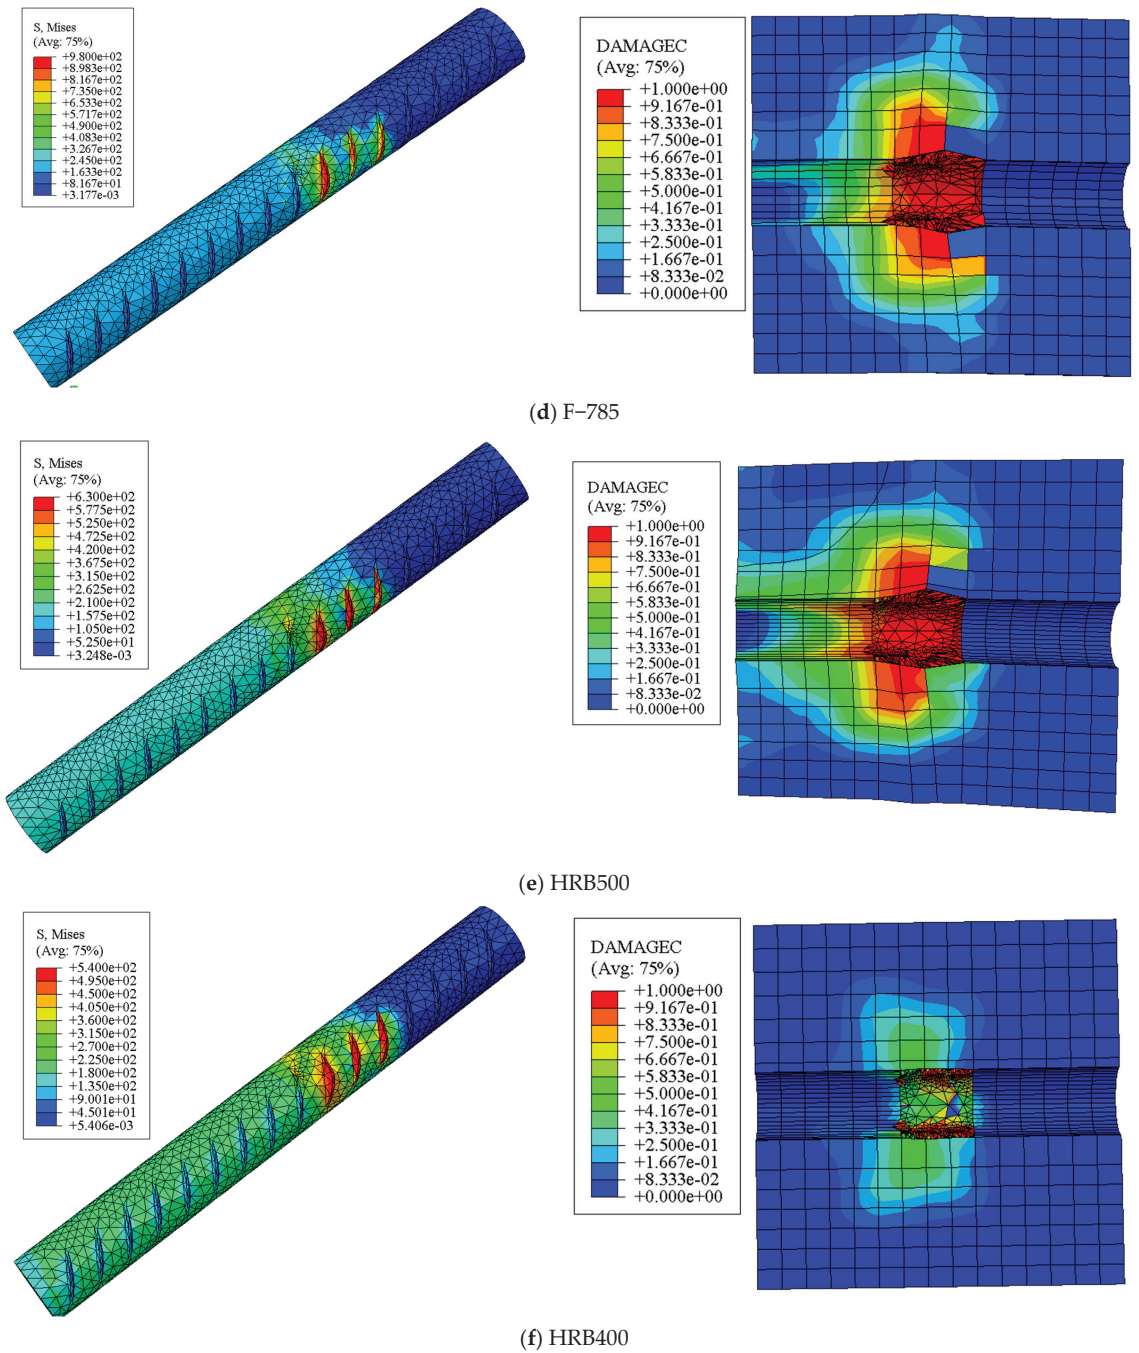 S, Mises
(Avg: 75%)
+9.800e+02
+8.983e+02
+8.167e+02
+7.350e+02
+6.533e+02
+5.717e+02
+4.900e+02
+4.083e+02
+3.267e+02
+2.450e+02
+1.633e+02
+8.167e+01
+3.177e-03
DAMAGEC
(Avg: 75%)
+1.000e+00
+9.167e-01
+8.333e-01
+7.500e-01
+6.667e-01
+5.833e-01
+5.000e-01
+4.167e-01
+3.333e-01
+2.500e-01
+1.667e-01
+8.333e-02
+0.000e+00
(d) F−785
S, Mises
(Avg: 75%)
+6.300e+02
+5.775e+02
+5.250e+02
+4.725e+02
+4.200e+02
+3.675e+02
+3.150e+02
+2.625e+02
+2.100e+02
+1.575e+02
+1.050e+02
+5.250e+01
+3.248e-03
DAMAGEC
(Avg: 75%)
+1.000e+00
+9.167e-01
+8.333e-01
+7.500e-01
+6.667e-01
+5.833e-01
+5.000e-01
+4.167e-01
+3.333e-01
+2.500e-01
+1.667e-01
+8.333e-02
+0.000e+00
(e) HRB500
S, Mises
(Avg: 75%)
+5.400e+02
+4.950e+02
+4.500e+02
+4.050e+02
+3.600e+02
+3.150e+02
+2.700e+02
+2.250e+02
+1.800e+02
+1.350e+02
+9.001e+01
+4.501e+01
+5.406e-03
DAMAGEC
(Avg: 75%)
+1.000e+00
+9.167e-01
+8.333e-01
+7.500e-01
+6.667e-01
+5.833e-01
+5.000e-01
+4.167e-01
+3.333e-01
+2.500e-01
+1.667e-01
+8.333e-02
+0.000e+00
(f) HRB400